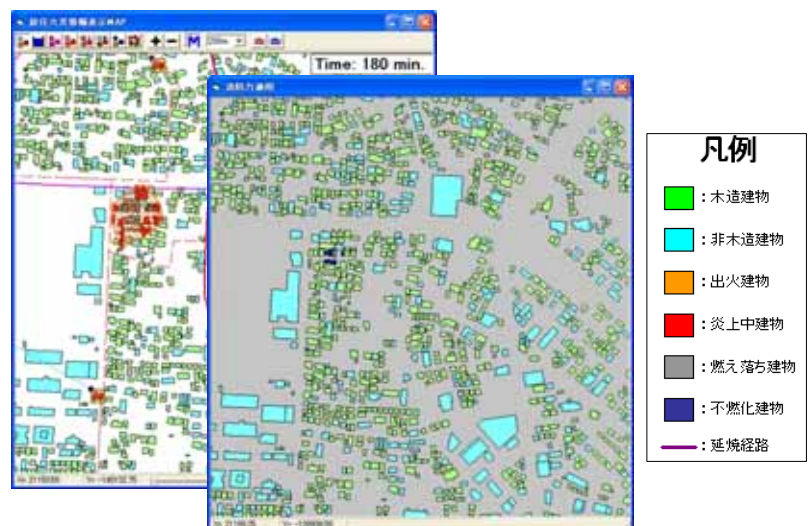 Time: 180 min.
凡例
：木造建物
：非木造建物
：出火建物
：炎上中建物
：燃え落ち建物
：不燃化建物
：延焼経路